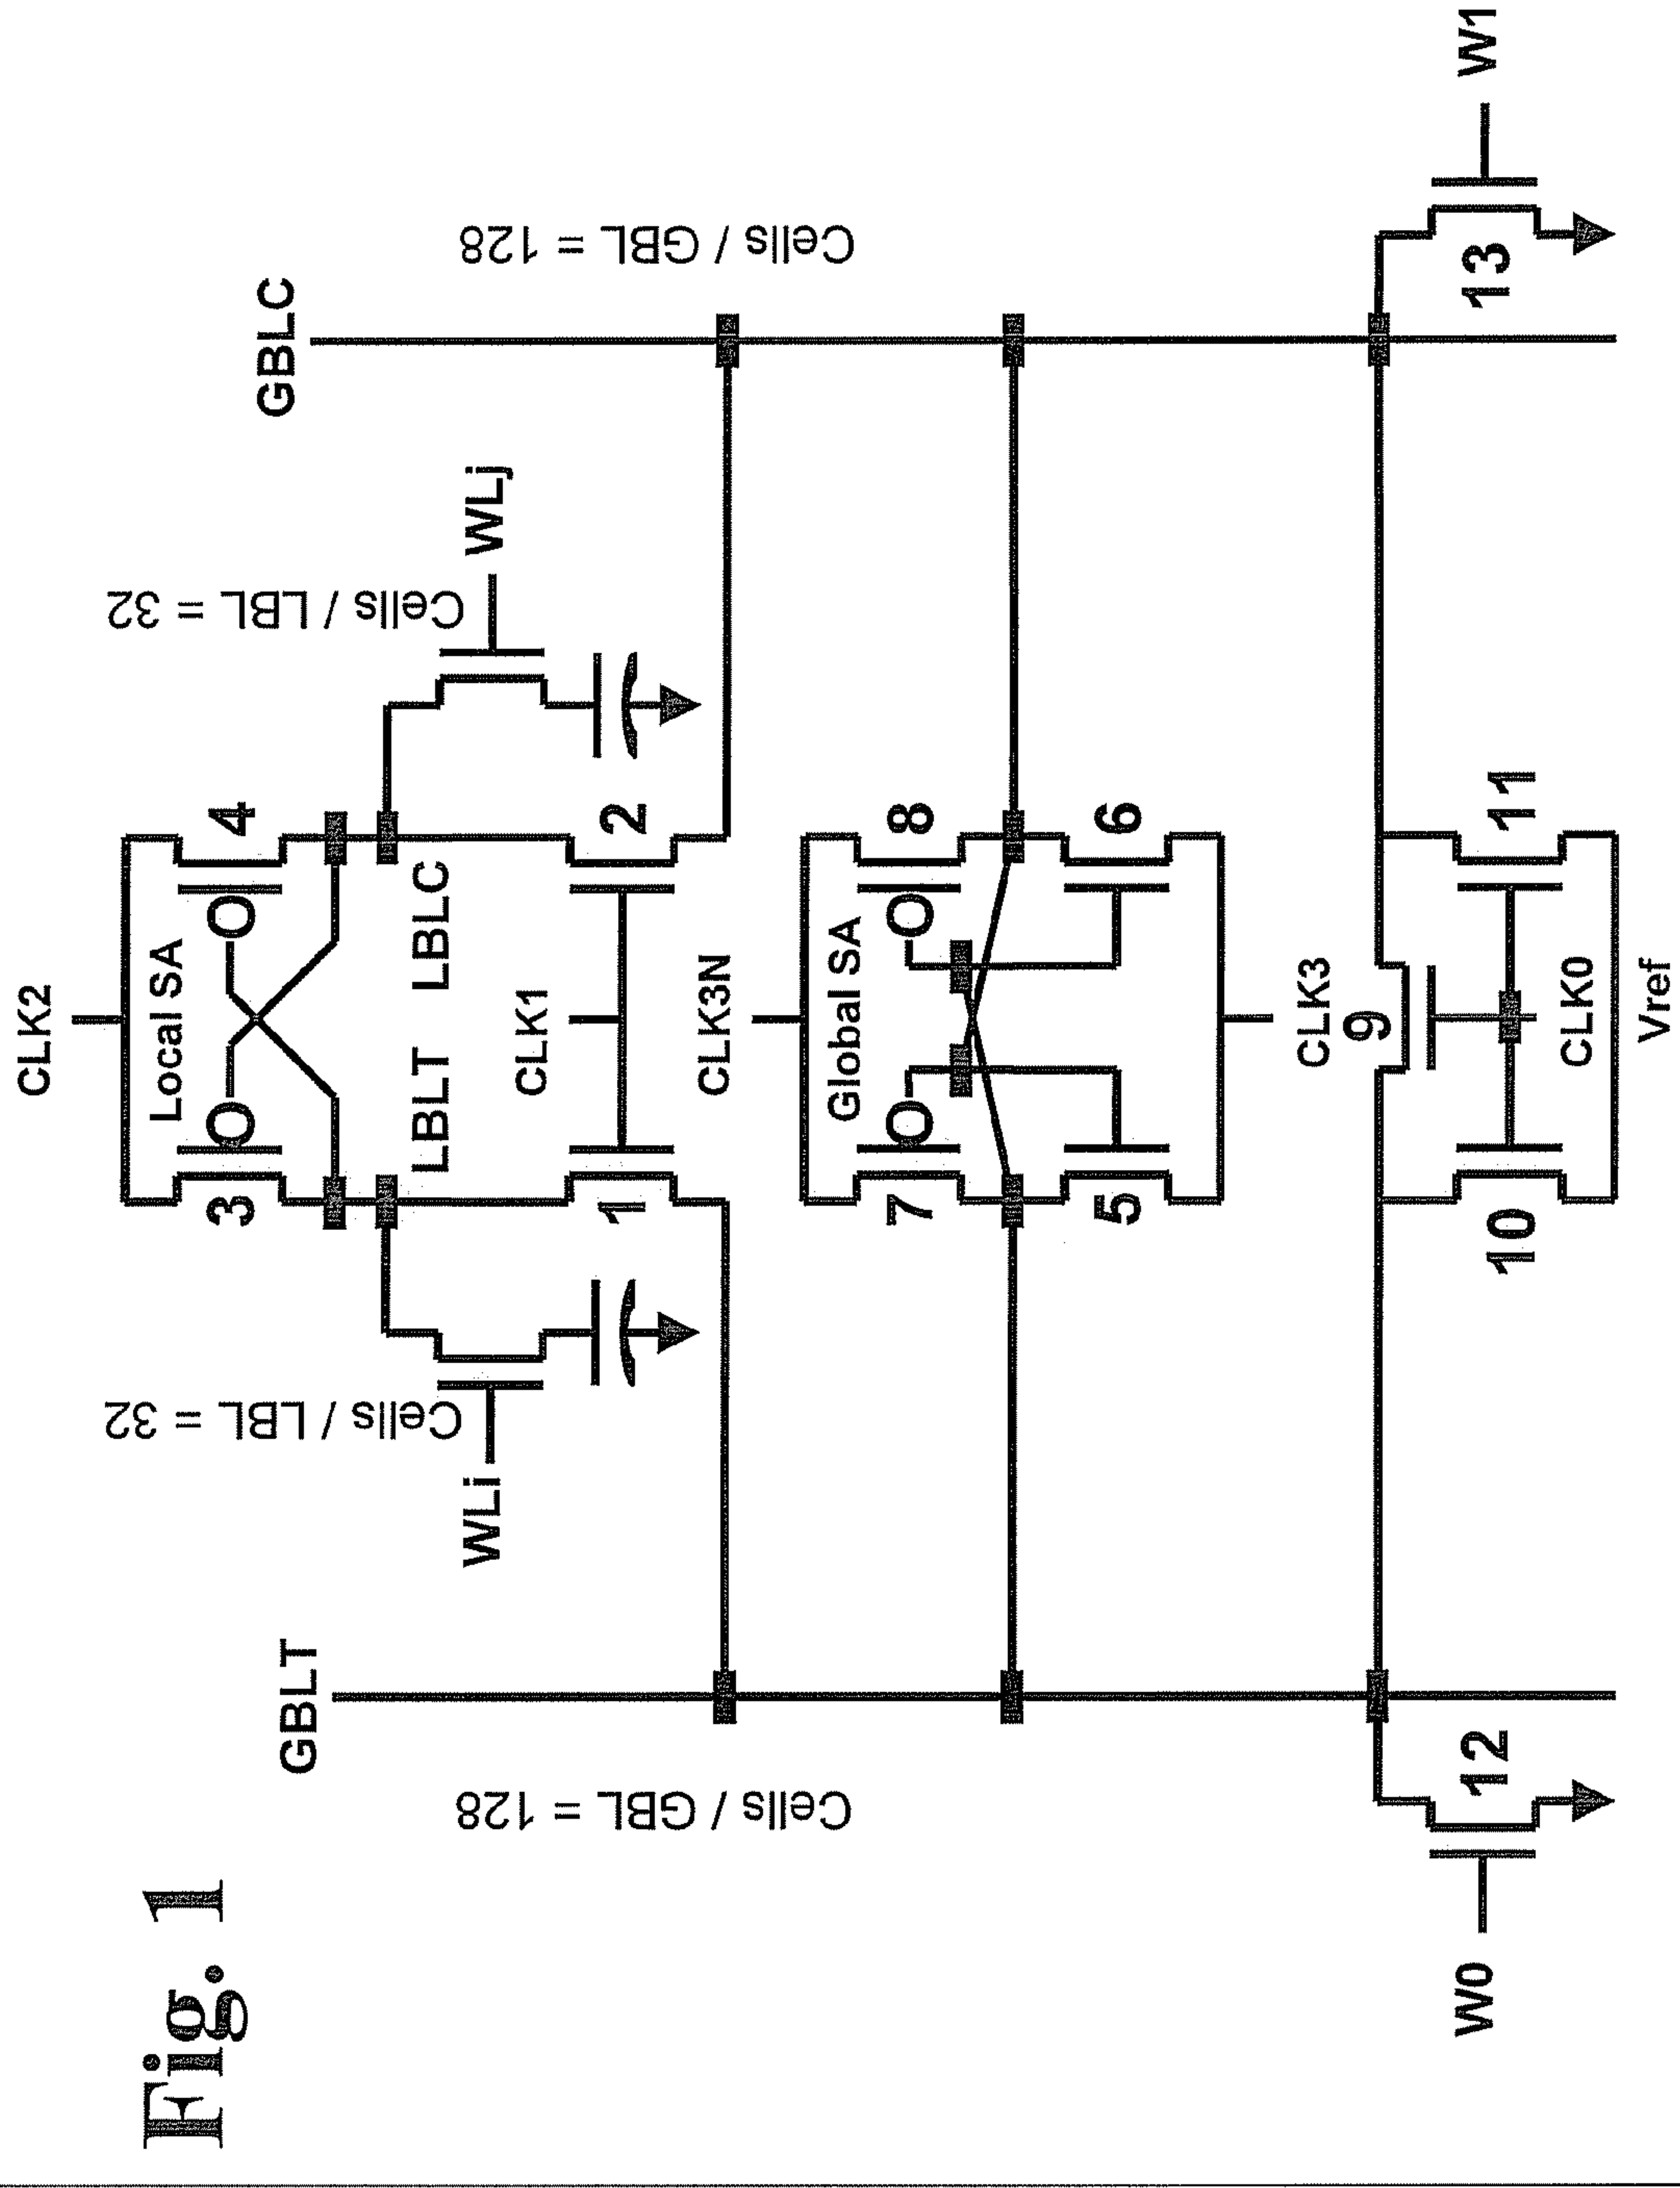 Fig. 1
CLK2
Local SA
3
4
LBLT
LBLC
CLK1
1
2
WLi
WLj
Cells / LBL = 32
Cells / LBL = 32
GBLT
GBLC
Cells / GBL = 128
Cells / GBL = 128
CLK3N
Global SA
7
8
5
6
CLK3
9
10
11
CLK0
Vref
12
13
W0
W1